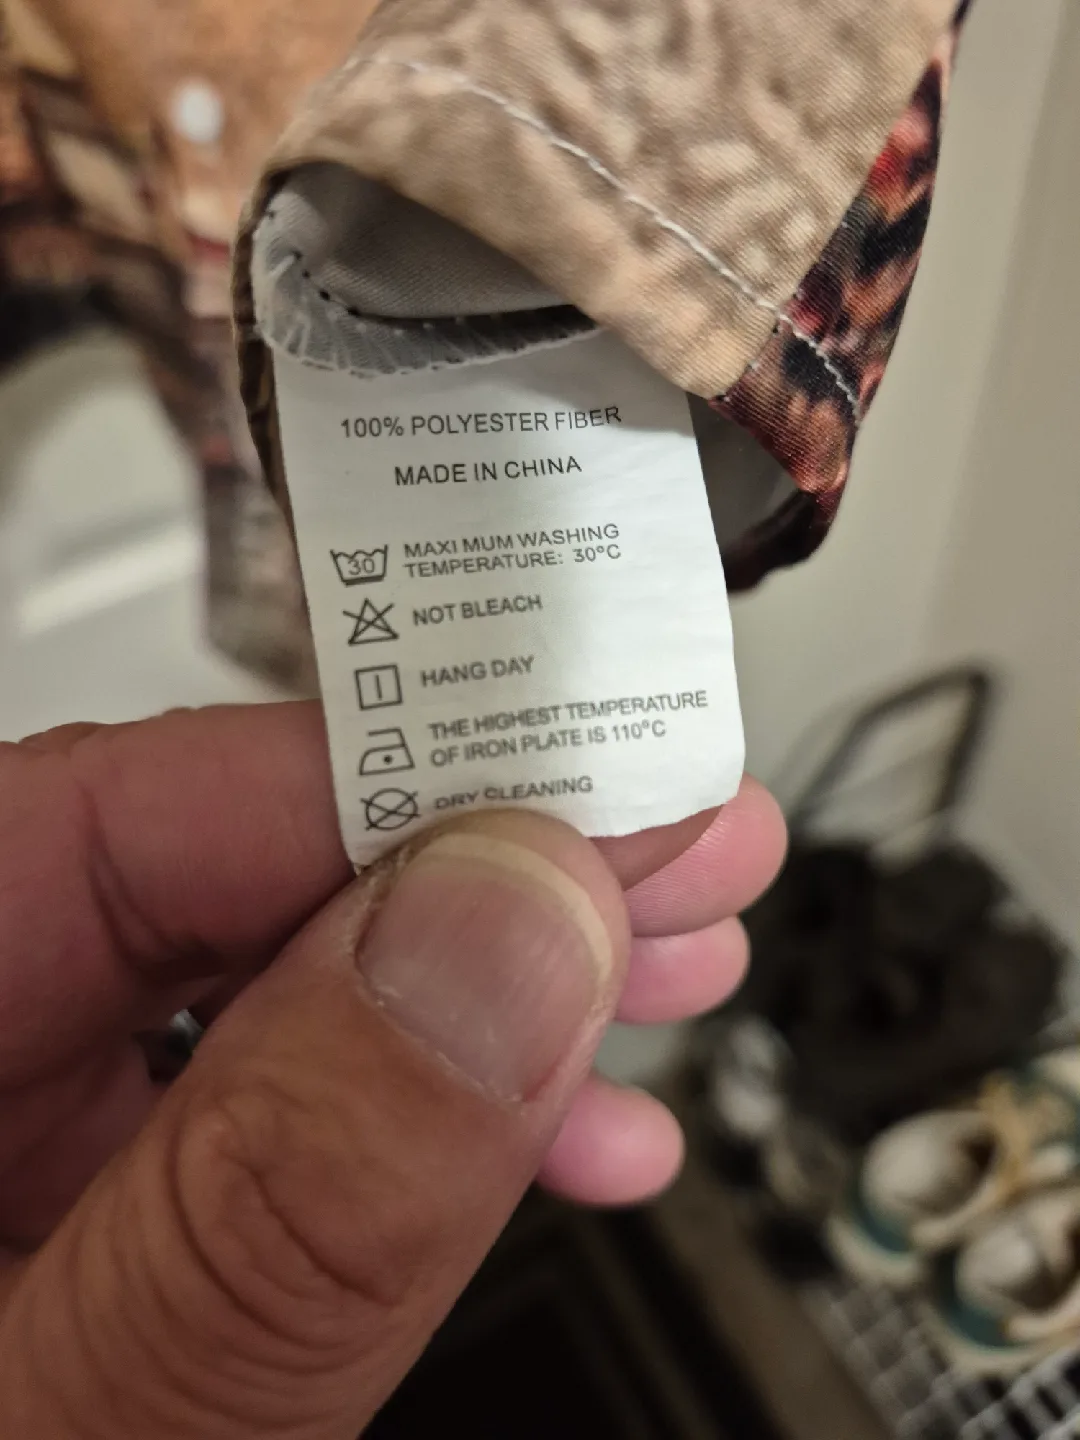 100% POLYESTER FIBER
MADE IN CHINA
30
MAXI MUM WASHING
TEMPERATURE: 30°C
NOT BLEACH
HANG DAY
THE HIGHEST TEMPERATURE
OF IRON PLATE IS 110°C
DRY CLEANING